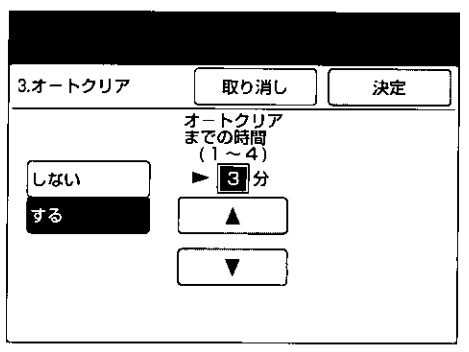 3.オートクリア 取り消し 決定
オートクリア
までの時間
(1~4)
しない ► 3 分
する ▲
▼